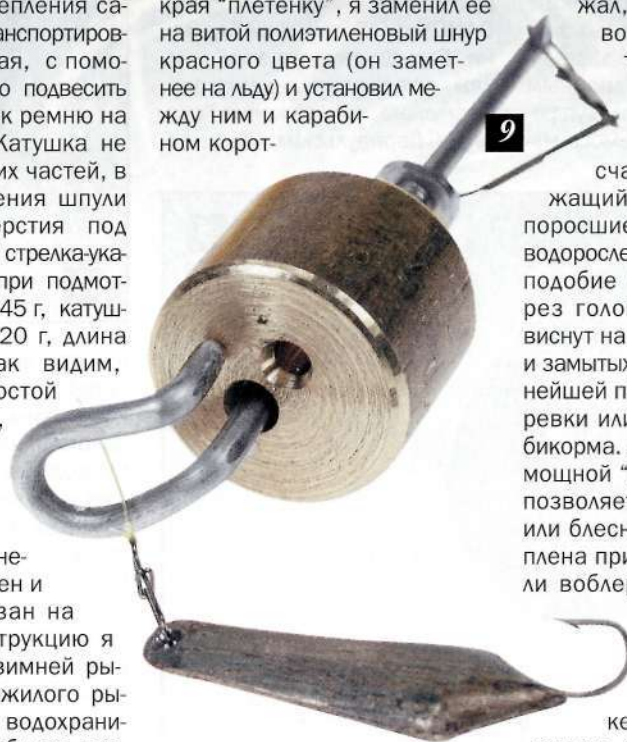 репления са-
анспортиров-
ая, с помо-
о подвесить
к ремню на
Катушка не
их частей, в
ения шпули
ерстия под
стрелка-ука-
при подмот-
45 г, катуш-
20 г, длина
ак видим,
остой
не-
ен и
зан на
трукцию я
зимней ры-
жилого ры-
водохрани-
края “плетенку”, я заменил ее
на витой полиэтиленовый шнур
красного цвета (он замет-
нее на льду) и установил ме-
жду ним и караби-
ном корот-
9
жал,
во
сча
жащий
поросшие
водоросле
подобие
рез голо
виснут на
и замытых
нейшей п
ревки или
бикорма.
мощной “
позволяет
или блесн
плена при
ли воблер
ке